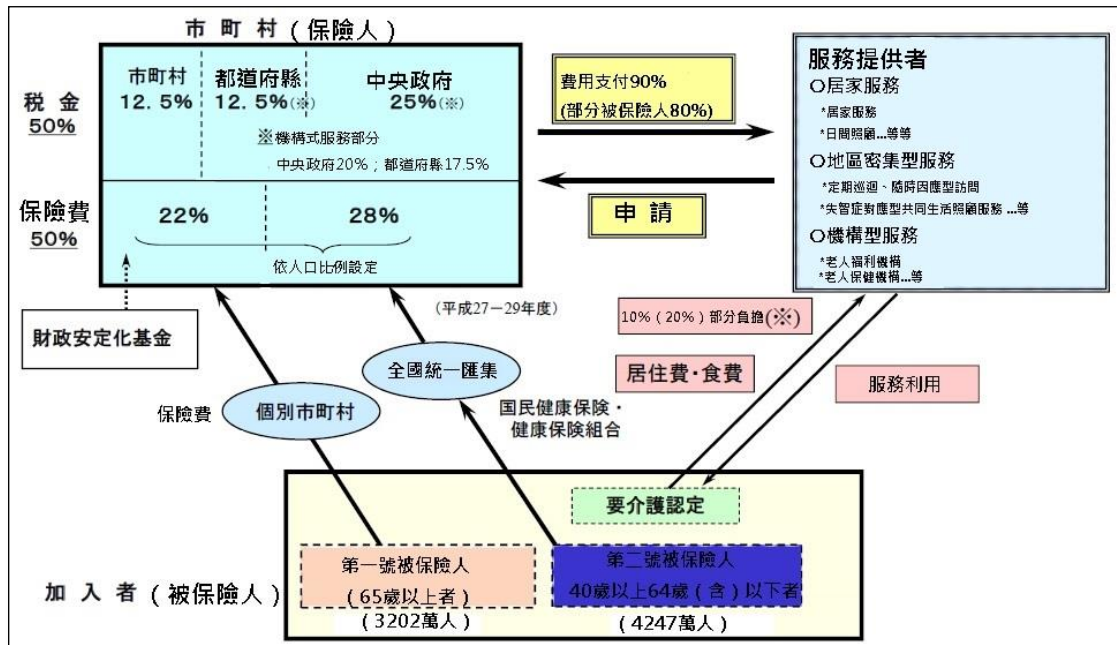 市 町 村 ( 保險人 )
稅 金
50%
市町村
12. 5%
都道府縣
12. 5%(※)
中央政府
25%(※)
※機構式服務部分
中央政府20%；都道府縣17.5%
保險費
50%
22%
28%
依人口比例設定
財政安定化基金
費用支付90%
(部分被保險人80%)
申 請
服務提供者
O居家服務
*居家服務
*日間照顧...等等
O地區密集型服務
*定期巡迴、隨時因應型訪問
*失智症對應型共同生活照顧服務 ...等
O機構型服務
*老人福利機構
*老人保健機構...等
(平成27－29年度)
10% ( 20% ) 部分負擔(※)
居住費・食費
服務利用
全國統一匯集
保險費
個別市町村
国民健康保険・
健康保険組合
要介護認定
加 入 者 ( 被保險人 )
第一號被保險人
( 65歲以上者 )
( 3202萬人 )
第二號被保險人
40歲以上64歲 ( 含 ) 以下者
( 4247萬人 )